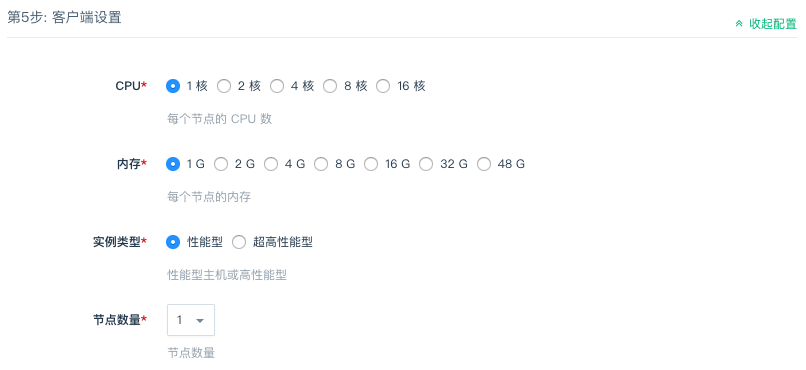 第5步: 客户端设置
收起配置
CPU* 1 核 2 核 4 核 8 核 16 核
每个节点的 CPU 数
内存* 1 G 2 G 4 G 8 G 16 G 32 G 48 G
每个节点的内存
实例类型* 性能型 超高性能型
性能型主机或高性能型
节点数量* 1
节点数量